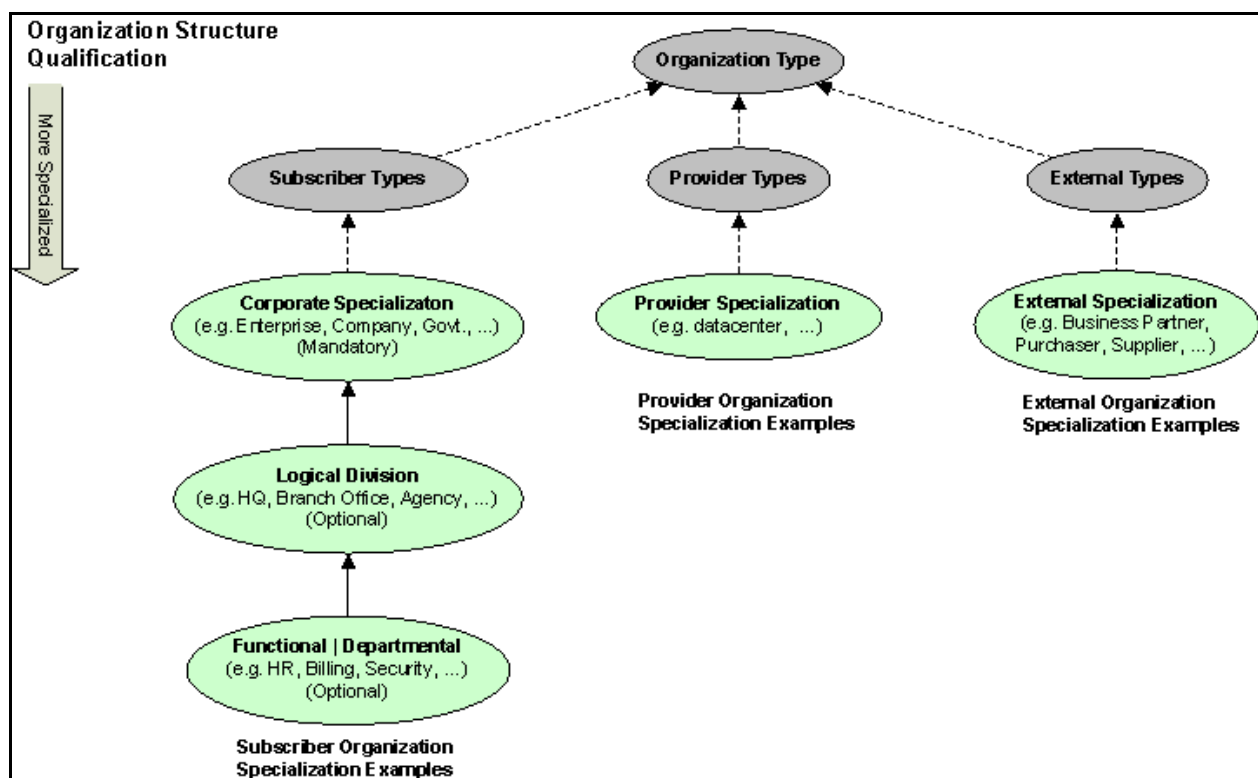 Organization Structure
Qualification
More Specialized
Organization Type
Subscriber Types
Provider Types
External Types
Corporate Specializaton
(e.g. Enterprise, Company, Govt., ...)
(Mandatory)
Provider Specialization
(e.g. datacenter, ...)
External Specialization
(e.g. Business Partner,
Purchaser, Supplier, ...)
Provider Organization
Specialization Examples
External Organization
Specialization Examples
Logical Division
(e.g. HQ, Branch Office, Agency, ...)
(Optional)
Functional | Departmental
(e.g. HR, Billing, Security, ...)
(Optional)
Subscriber Organization
Specialization Examples